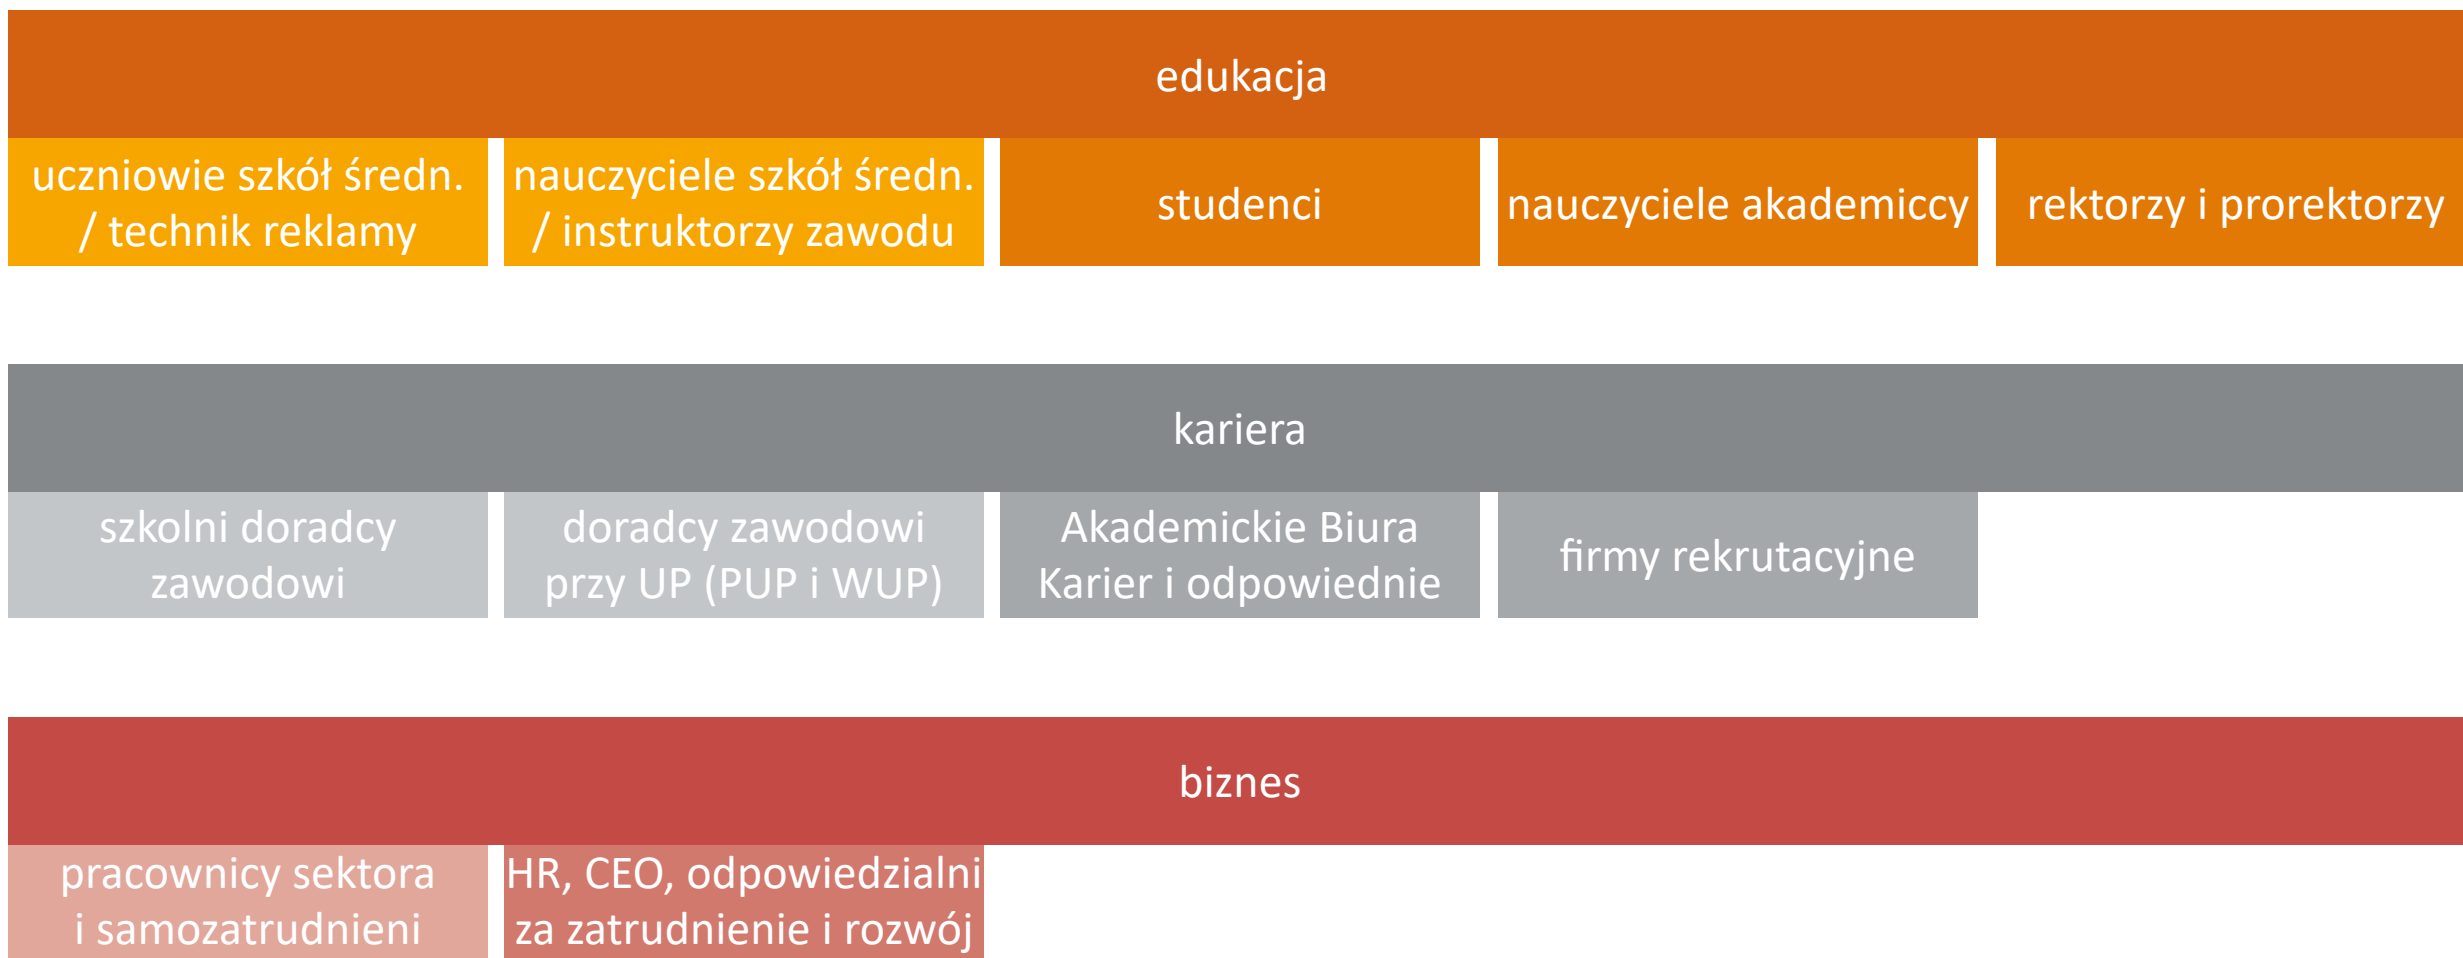 edukacja
uczniowie szkół średn.
/ technik reklamy
nauczyciele szkół średn.
/ instruktorzy zawodu
studenci
nauczyciele akademiccy
rektorzy i prorektorzy
kariera
szkolni doradcy
zawodowi
doradcy zawodowi
przy UP (PUP i WUP)
Akademickie Biura
Karier i odpowiednie
firmy rekrutacyjne
biznes
pracownicy sektora
i samozatrudnieni
HR, CEO, odpowiedzialni
za zatrudnienie i rozwój